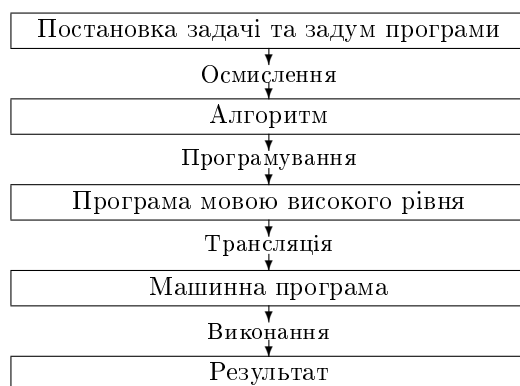 Постановка задачі та задум програми
Осмислення
Алгоритм
Програмування
Програма мовою високого рівня
Трансляція
Машинна програма
Виконання
Результат